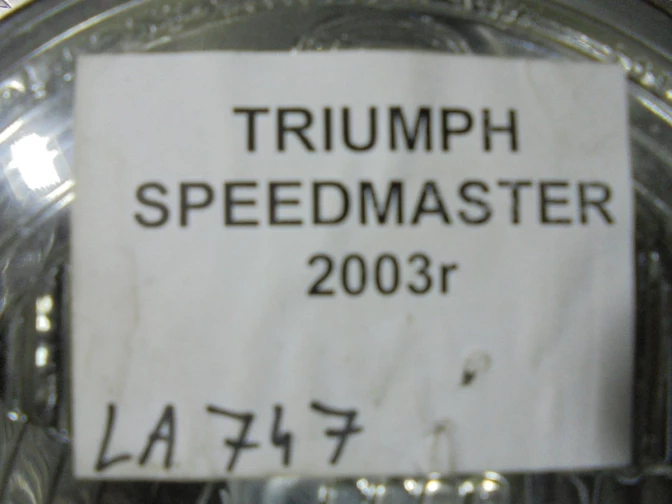 TRIUMPH
SPEEDMASTER
2003r
LA 747